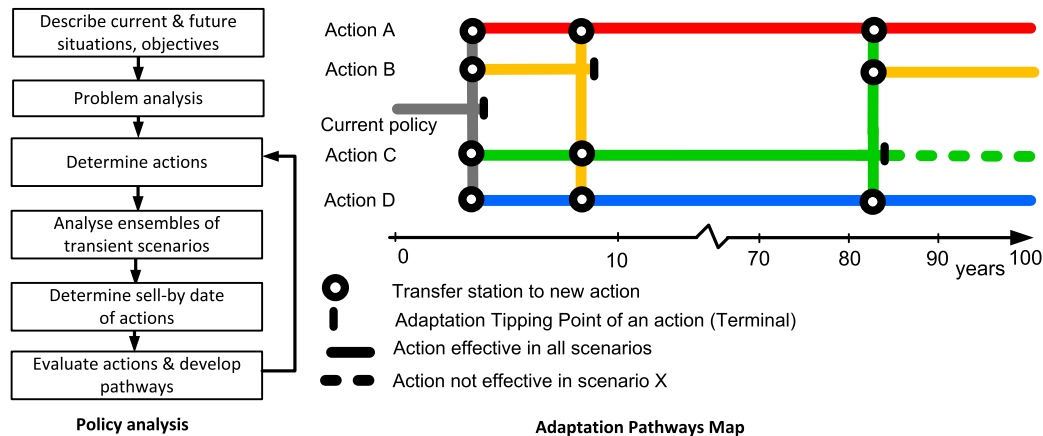 Describe current & future
situations, objectives
Problem analysis
Determine actions
Analyse ensembles of
transient scenarios
Determine sell-by date
of actions
Evaluate actions & develop
pathways
Policy analysis
Action A
Action B
Current policy
Action C
Action D
0
10
70
80
90
100
years
Transfer station to new action
Adaptation Tipping Point of an action (Terminal)
Action effective in all scenarios
Action not effective in scenario X
Adaptation Pathways Map